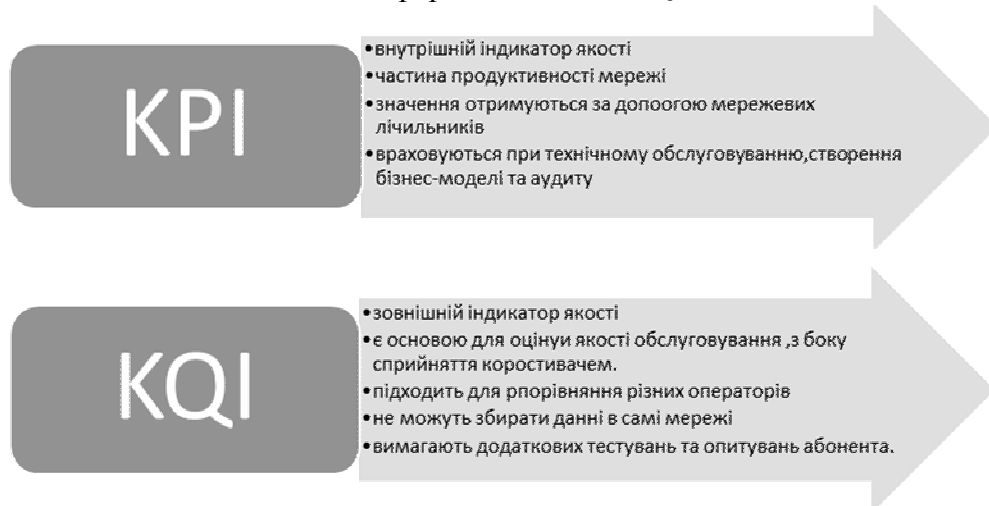 KPI
•внутрішній індикатор якості
•частина продуктивності мережі
•значення отримуються за допоогою мережевих
лічильників
•враховуються при технічному обслуговуванню,створення
бізнес-моделі та аудиту
KQI
•зовнішній індикатор якості
•є основою для оцінуи якості обслуговування ,з боку
сприйняття коростивачем.
•підходить для рпорівняння різних операторів
•не можуть збирати данні в самі мережі
•вимагають додаткових тестувань та опитувань абонента.